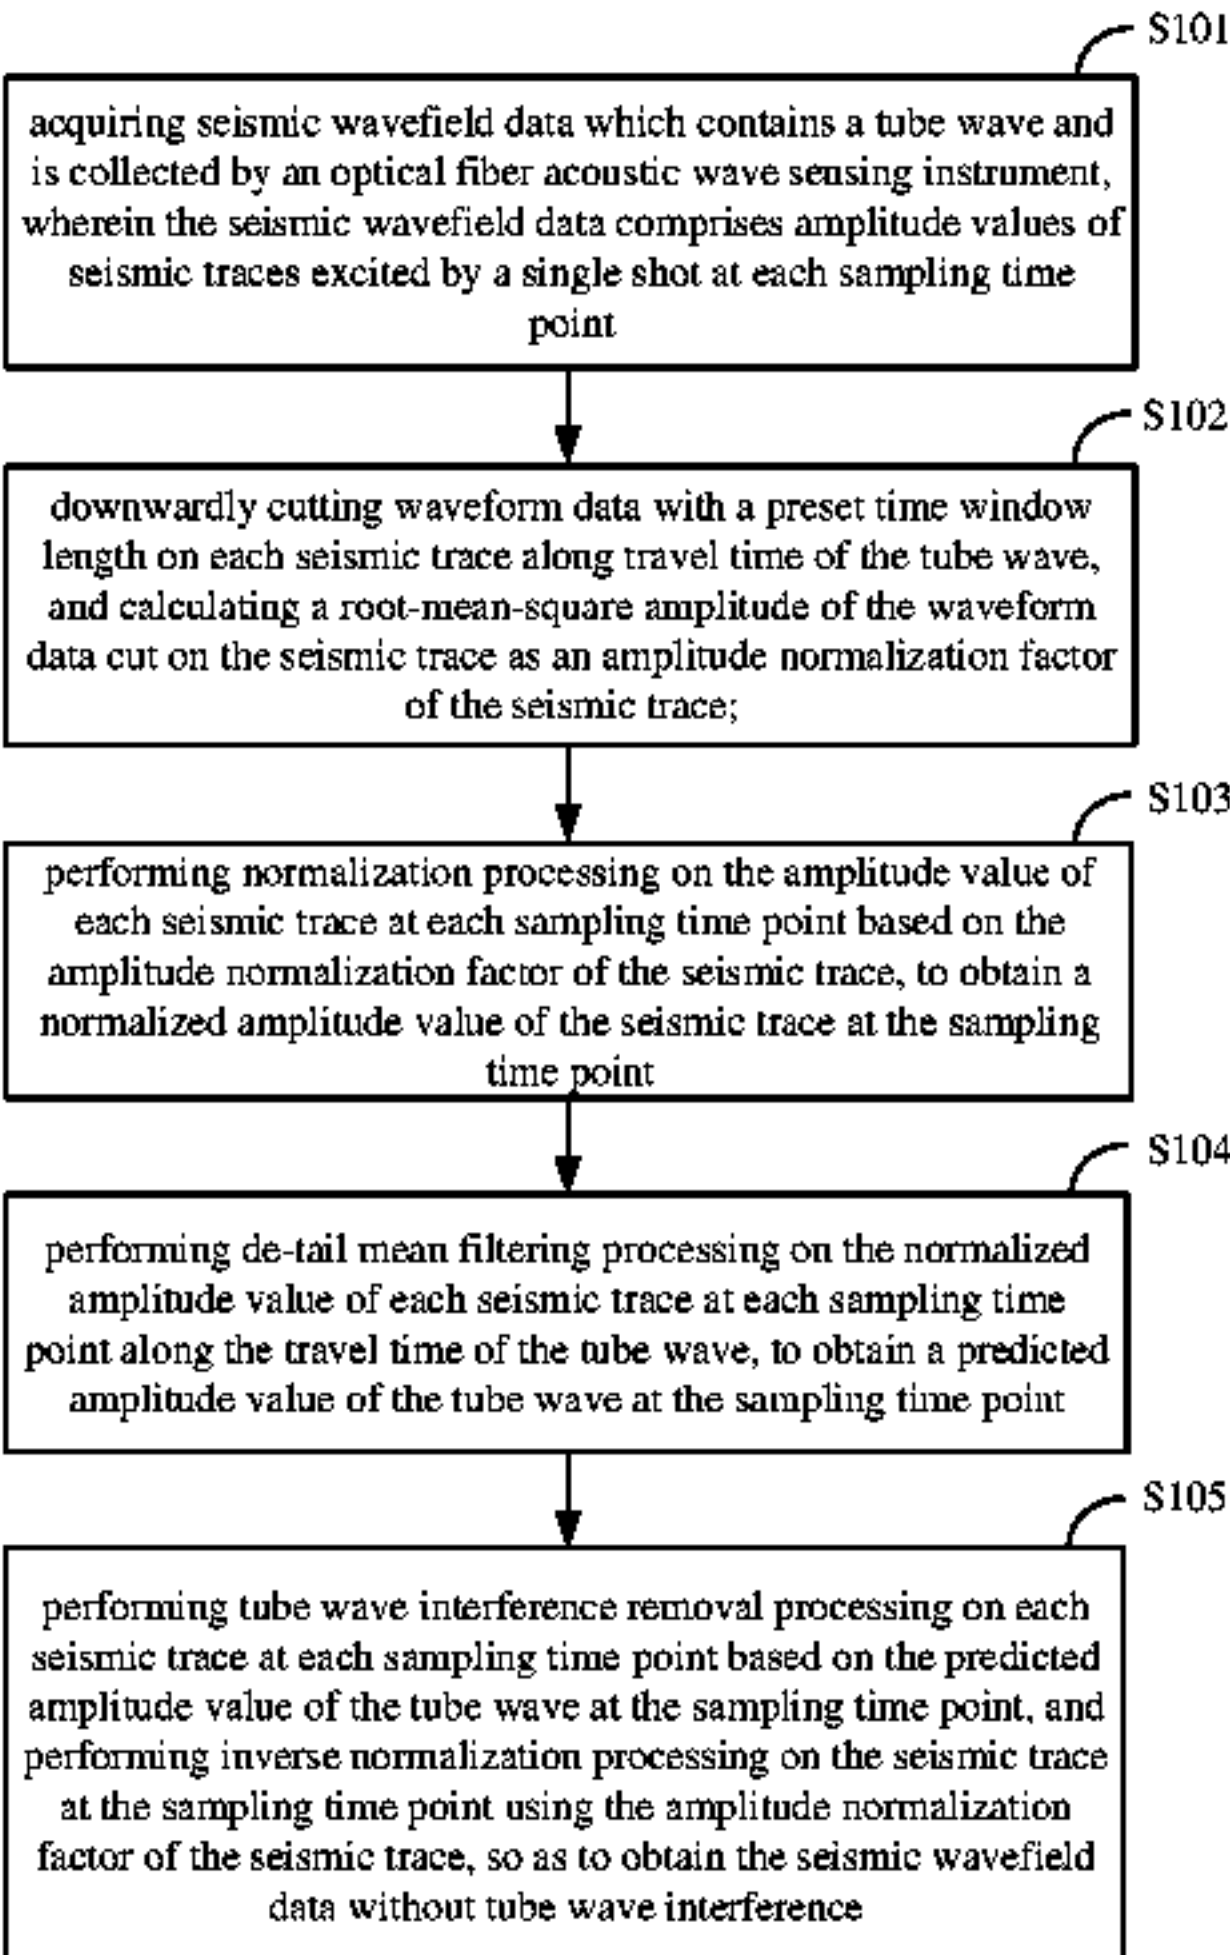 S101
acquiring seismic wavefield data which contains a tube wave and
is collected by an optical fiber acoustic wave sensing instrument,
wherein the seismic wavefield data comprises amplitude values of
seismic traces excited by a single shot at each sampling time
point
S102
downwardly cutting waveform data with a preset time window
length on each seismic trace along travel time of the tube wave,
and calculating a root-mean-square amplitude of the waveform
data cut on the seismic trace as an amplitude normalization factor
of the seismic trace;
S103
performing normalization processing on the amplitude value of
each seismic trace at each sampling time point based on the
amplitude normalization factor of the seismic trace, to obtain a
normalized amplitude value of the seismic trace at the sampling
time point
S104
performing de-tail mean filtering processing on the normalized
amplitude value of each seismic trace at each sampling time
point along the travel time of the tube wave, to obtain a predicted
amplitude value of the tube wave at the sampling time point
S105
performing tube wave interference removal processing on each
seismic trace at each sampling time point based on the predicted
amplitude value of the tube wave at the sampling time point, and
performing inverse normalization processing on the seismic trace
at the sampling time point using the amplitude normalization
factor of the seismic trace, so as to obtain the seismic wavefield
data without tube wave interference